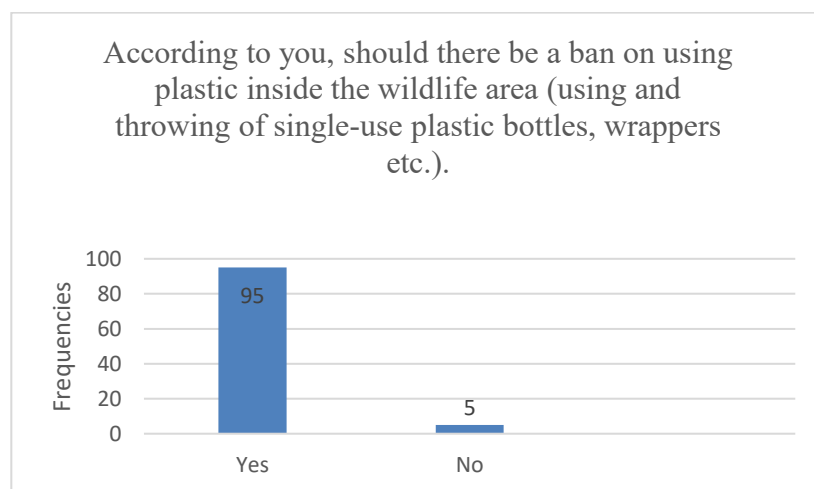 According to you, should there be a ban on using
plastic inside the wildlife area (using and
throwing of single-use plastic bottles, wrappers
etc.).
Frequencies
100
80
60
40
20
0
95
5
Yes
No